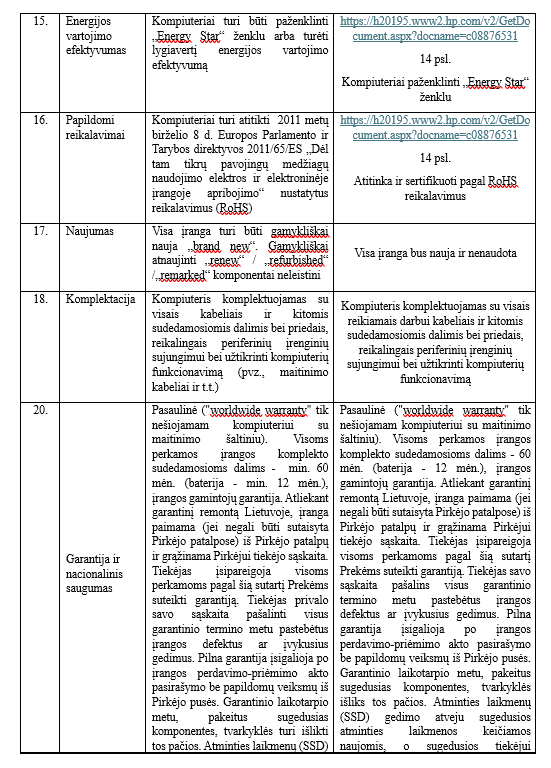 15.
Energijos
vartojimo
efektyvumas
Kompiuteriai turi būti paženklinti
„Energy Star“ ženklu arba turėti
lygiavertį energijos vartojimo
efektyvumą
https://h20195.www2.hp.com/v2/GetDo
cument.aspx?docname=c08876531
14 psl.
Kompiuteriai paženklinti „Energy Star“
ženklu
16.
Papildomi
reikalavimai
Kompiuteriai turi atitikti 2011 metų
birželio 8 d. Europos Parlamento ir
Tarybos direktyvos 2011/65/ES „Dėl
tam tikrų pavojingų medžiagų
naudojimo elektros ir elektroninėje
įrangoje apribojimo“ nustatytus
reikalavimus (RoHS)
https://h20195.www2.hp.com/v2/GetDo
cument.aspx?docname=c08876531
14 psl.
Atitinka ir sertifikuoti pagal RoHS
reikalavimus
17.
Naujumas
Visa įranga turi būti gamykliškai
nauja „brand new“. Gamykliškai
atnaujinti „renew“ / „refurbished“
/„remarked“ komponentai neleistini
Visa įranga bus nauja ir nenaudota
18.
Komplektacija
Kompiuteris komplektuojamas su
visais kabeliais ir kitomis
sudedamosiomis dalimis bei priedais,
reikalingais periferinių įrenginių
sujungimui bei užtikrinti kompiuterių
funkcionavimą (pvz., maitinimo
kabeliai ir t.t.)
Kompiuteris komplektuojamas su visais
reikiamais darbui kabeliais ir kitomis
sudedamosiomis dalimis bei priedais,
reikalingais periferinių įrenginių
sujungimui bei užtikrinti kompiuterių
funkcionavimą
20.
Garantija ir
nacionalinis
saugumas
Pasaulinė ("worldwide warranty" tik
nešiojamam kompiuteriui su
maitinimo šaltiniu). Visoms
perkamos įrangos komplekto
sudedamosioms dalims - min. 60
mėn. (baterija - min. 12 mėn.),
įrangos gamintojų garantija. Atliekant
garantinį remontą Lietuvoje, įranga
paimama (jei negali būti sutaisyta
Pirkėjo patalpose) iš Pirkėjo patalpų
ir grąžinama Pirkėjui tiekėjo sąskaita.
Tiekėjas įsipareigoja visoms
perkamoms pagal šią sutartį Prekėms
suteikti garantiją. Tiekėjas privalo
savo sąskaita pašalinti visus
garantinio termino metu pastebėtus
įrangos defektus ar įvykusius
gedimus. Pilna garantija įsigalioja po
įrangos perdavimo-priėmimo akto
pasirašymo be papildomų veiksmų iš
Pirkėjo pusės. Garantinio laikotarpio
metu, pakeitus sugedusias
komponentes, tvarkyklės turi išlikti
tos pačios. Atminties laikmenų (SSD)
Pasaulinė ("worldwide warranty" tik
nešiojamam kompiuteriui su maitinimo
šaltiniu). Visoms perkamos įrangos
komplekto sudedamosioms dalims - 60
mėn. (baterija - 12 mėn.), įrangos
gamintojų garantija. Atliekant garantinį
remontą Lietuvoje, įranga paimama (jei
negali būti sutaisyta Pirkėjo patalpose) iš
Pirkėjo patalpų ir grąžinama Pirkėjui
tiekėjo sąskaita. Tiekėjas įsipareigoja
visoms perkamoms pagal šią sutartį
Prekėms suteikti garantiją. Tiekėjas savo
sąskaita pašalins visus garantinio
termino metu pastebėtus įrangos
defektus ar įvykusius gedimus. Pilna
garantija įsigalioja po įrangos
perdavimo-priėmimo akto pasirašymo
be papildomų veiksmų iš Pirkėjo pusės.
Garantinio laikotarpio metu, pakeitus
sugedusias komponentes, tvarkyklės
išliks tos pačios. Atminties laikmenų
(SSD) gedimo atveju sugedusios
atminties laikmenos keičiamos
naujomis, o sugedusios tiekėjui